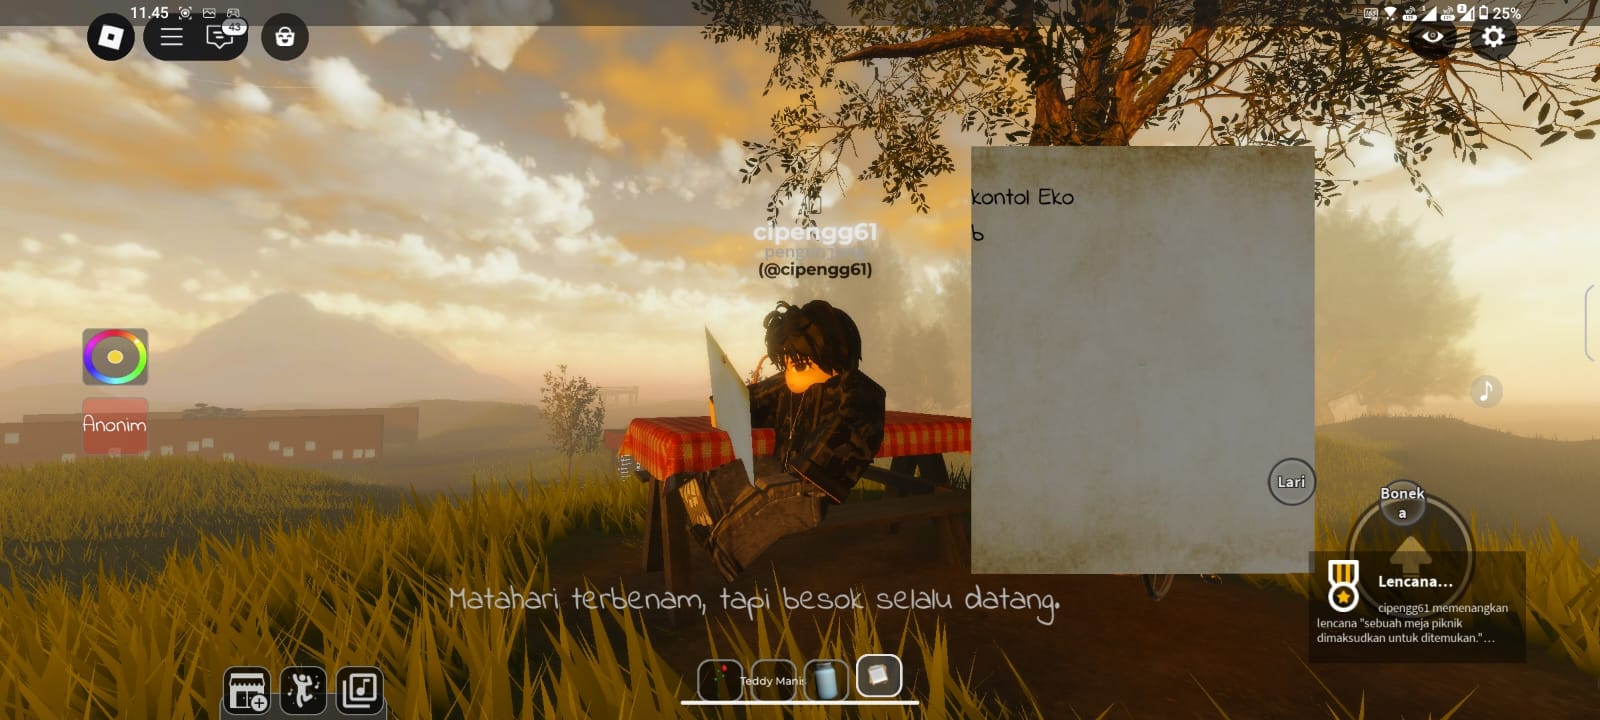 11.45
25%
43
kontol Eko
b
cipengg61
(@cipengg61)
Anonim
Lari
Bonek
a
Matahari terbenam, tapi besok selalu datang.
Lencana...
cipengg61 memenangkan
lencana "sebuah meja piknik
dimaksudkan untuk ditemukan."...
Teddy Manis